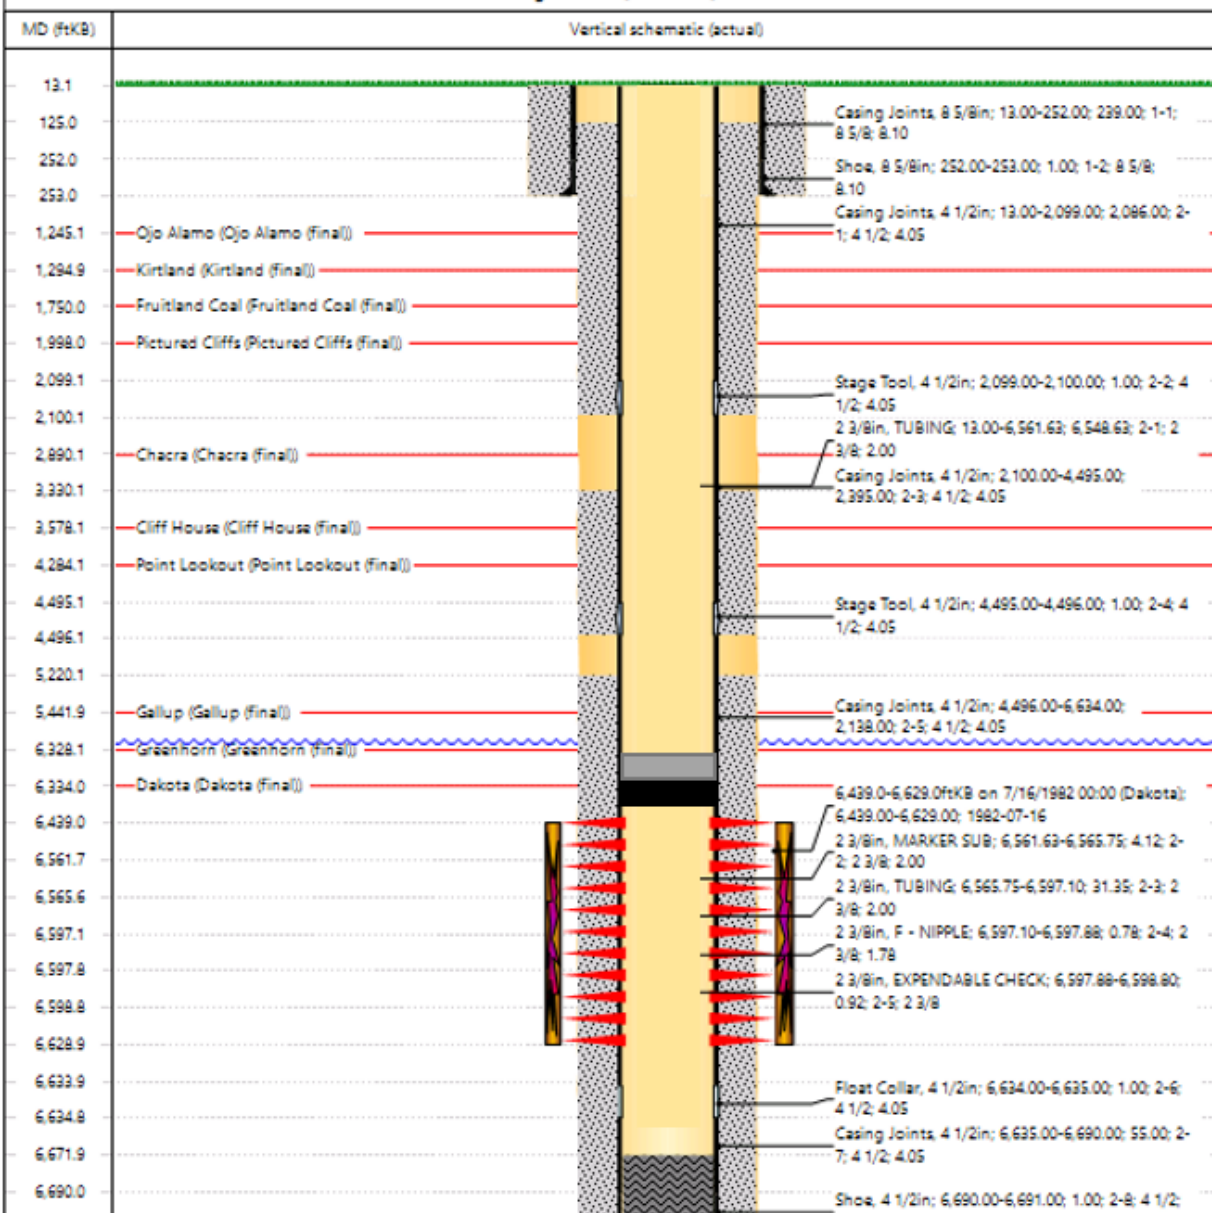 MD (ftKB)
Vertical schematic (actual)
13.1
125.0
252.0
253.0
1,245.1
1,294.9
1,750.0
1,998.0
2,099.1
2,100.1
2,890.1
3,330.1
3,578.1
4,284.1
4,495.1
4,496.1
5,220.1
5,441.9
6,328.1
6,334.0
6,439.0
6,561.7
6,565.6
6,597.1
6,597.8
6,598.8
6,628.9
6,633.9
6,634.8
6,671.9
6,690.0
Ojo Alamo (Ojo Alamo (final))
Kirtland (Kirtland (final))
Fruitland Coal (Fruitland Coal (final))
Pictured Cliffs (Pictured Cliffs (final))
Chacra (Chacra (final))
Cliff House (Cliff House (final))
Point Lookout (Point Lookout (final))
Gallup (Gallup (final))
Greenhorn (Greenhorn (final))
Dakota (Dakota (final))
Casing Joints, 8 5/8in; 13.00-252.00; 239.00; 1-1;
8 5/8; 8.10
Shoe, 8 5/8in; 252.00-253.00; 1.00; 1-2; 8 5/8;
8.10
Casing Joints, 4 1/2in; 13.00-2,099.00; 2,086.00; 2-
1; 4 1/2; 4.05
Stage Tool, 4 1/2in; 2,099.00-2,100.00; 1.00; 2-2; 4
1/2; 4.05
2 3/8in, TUBING; 13.00-6,561.63; 6,548.63; 2-1; 2
3/8; 2.00
Casing Joints, 4 1/2in; 2,100.00-4,495.00;
2,395.00; 2-3; 4 1/2; 4.05
Stage Tool, 4 1/2in; 4,495.00-4,496.00; 1.00; 2-4; 4
1/2; 4.05
Casing Joints, 4 1/2in; 4,496.00-6,634.00;
2,138.00; 2-5; 4 1/2; 4.05
6,439.0-6,629.0ftKB on 7/16/1982 00:00 (Dakota);
6,439.00-6,629.00; 1982-07-16
2 3/8in, MARKER SUB; 6,561.63-6,565.75; 4.12; 2-
2; 2 3/8; 2.00
2 3/8in, TUBING; 6,565.75-6,597.10; 31.35; 2-3; 2
3/8; 2.00
2 3/8in, F - NIPPLE; 6,597.10-6,597.88; 0.78; 2-4; 2
3/8; 1.78
2 3/8in, EXPENDABLE CHECK; 6,597.88-6,598.80;
0.92; 2-5; 2 3/8
Float Collar, 4 1/2in; 6,634.00-6,635.00; 1.00; 2-6;
4 1/2; 4.05
Casing Joints, 4 1/2in; 6,635.00-6,690.00; 55.00; 2-
7; 4 1/2; 4.05
Shoe, 4 1/2in; 6,690.00-6,691.00; 1.00; 2-8; 4 1/2;